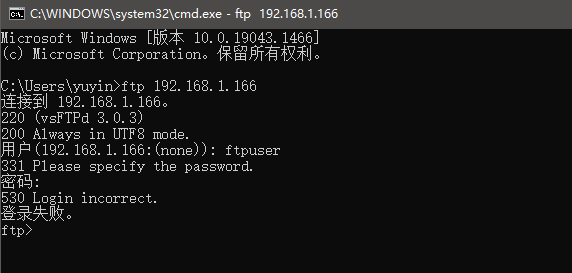 C:\WINDOWS\system32\cmd.exe - ftp 192.168.1.166
Microsoft Windows [版本 10.0.19043.1466]
(c) Microsoft Corporation。保留所有权利。
C:\Users\yuyin>ftp 192.168.1.166
连接到 192.168.1.166。
220 (vsFTPd 3.0.3)
200 Always in UTF8 mode.
用户(192.168.1.166:(none)): ftpuser
331 Please specify the password.
密码:
530 Login incorrect.
登录失败。
ftp>